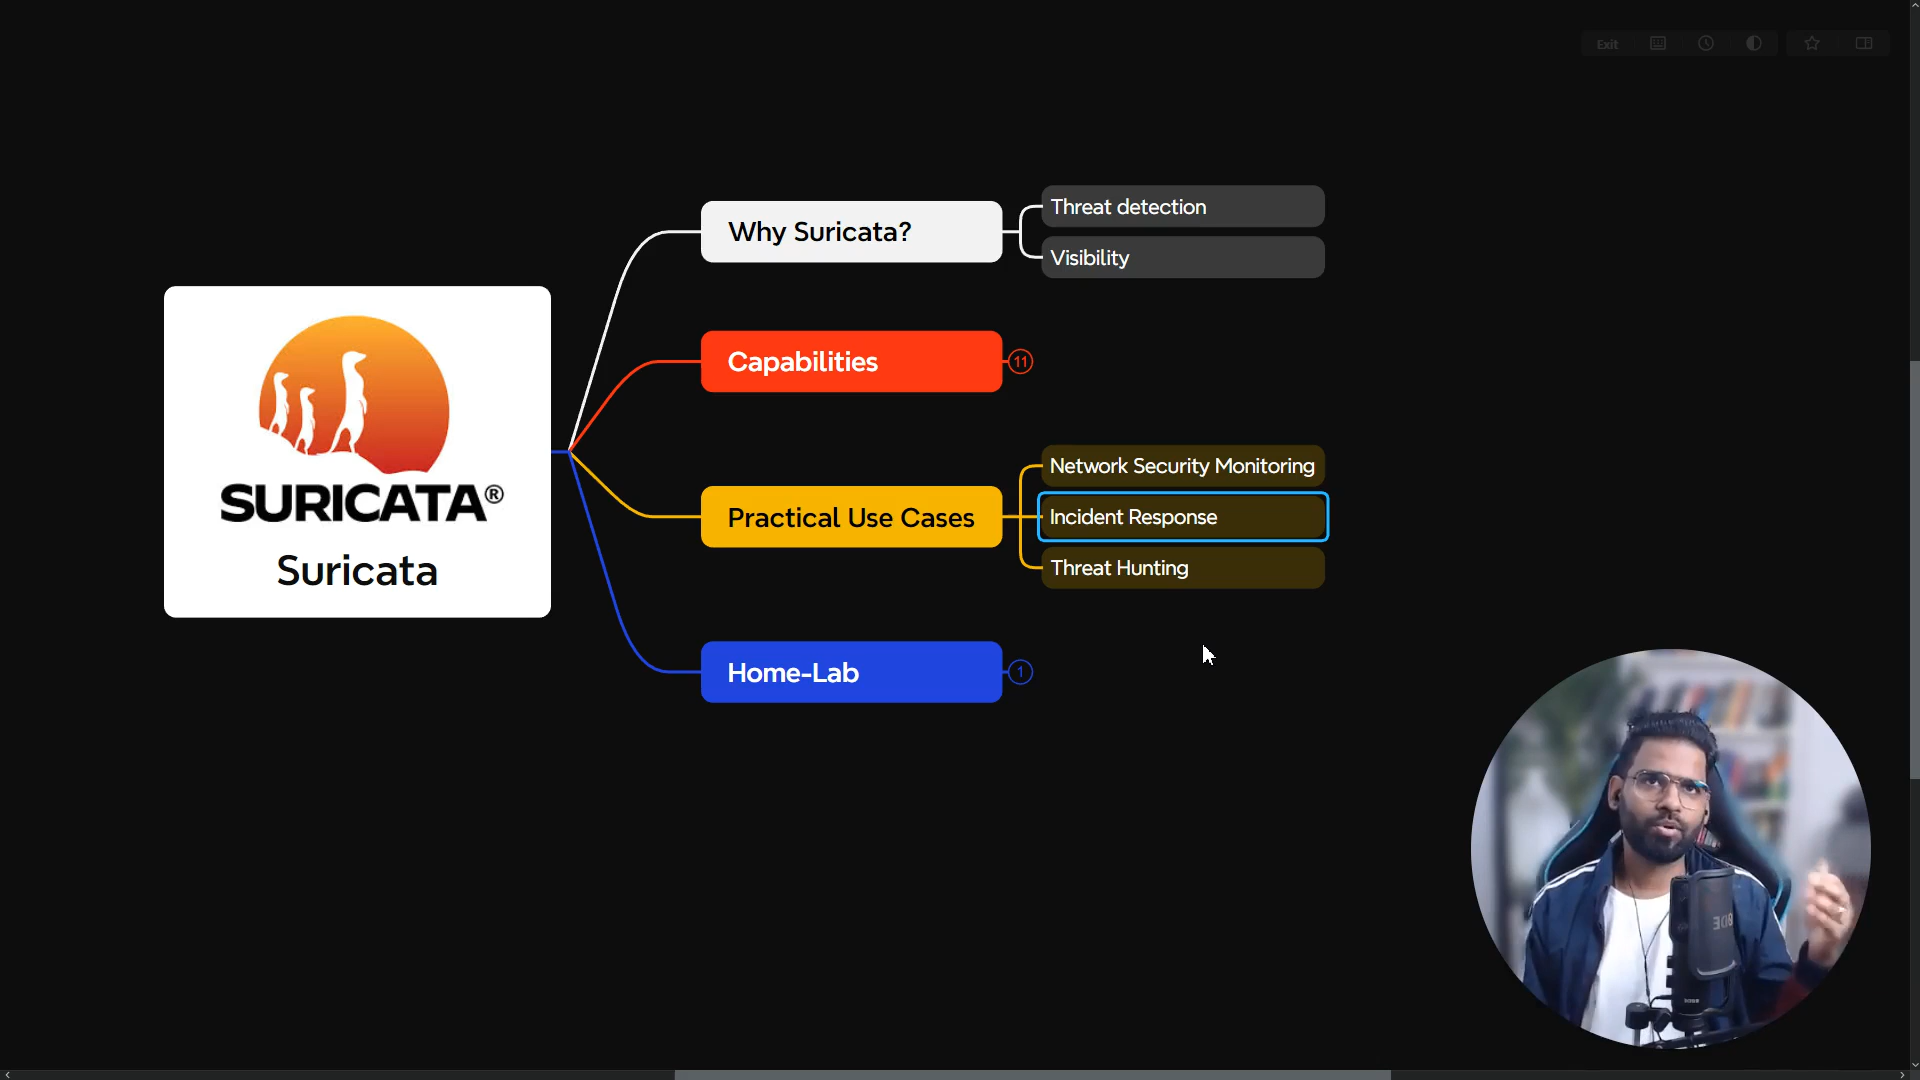 Exit
Why Suricata?
Threat detection
Visibility
Capabilities
11
SURICATA®
Suricata
Practical Use Cases
Network Security Monitoring
Incident Response
Threat Hunting
Home-Lab
1